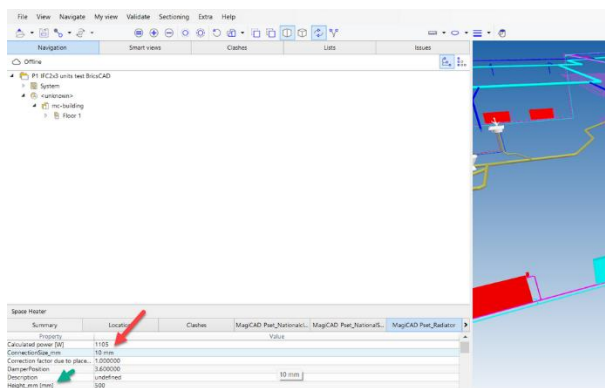 File View Navigate My view Validate Sectioning Extra Help
Navigation Smart views Clashes Lists Issues
Offline
P1 IFC2x3 units test BricsCAD
System
<unknown>
mc-building
Floor 1
Space Heater
Summary Location Clashes MagiCAD Pset_Nationalcl... MagiCAD Pset_NationalS... MagiCAD Pset_Radiator
Property Value
Calculated power [W] 1105
ConnectionSize_mm 10 mm
Correction factor due to place... 1.000000
DamperPosition 3.600000
Description undefined
10 mm
Height_mm [mm] 500